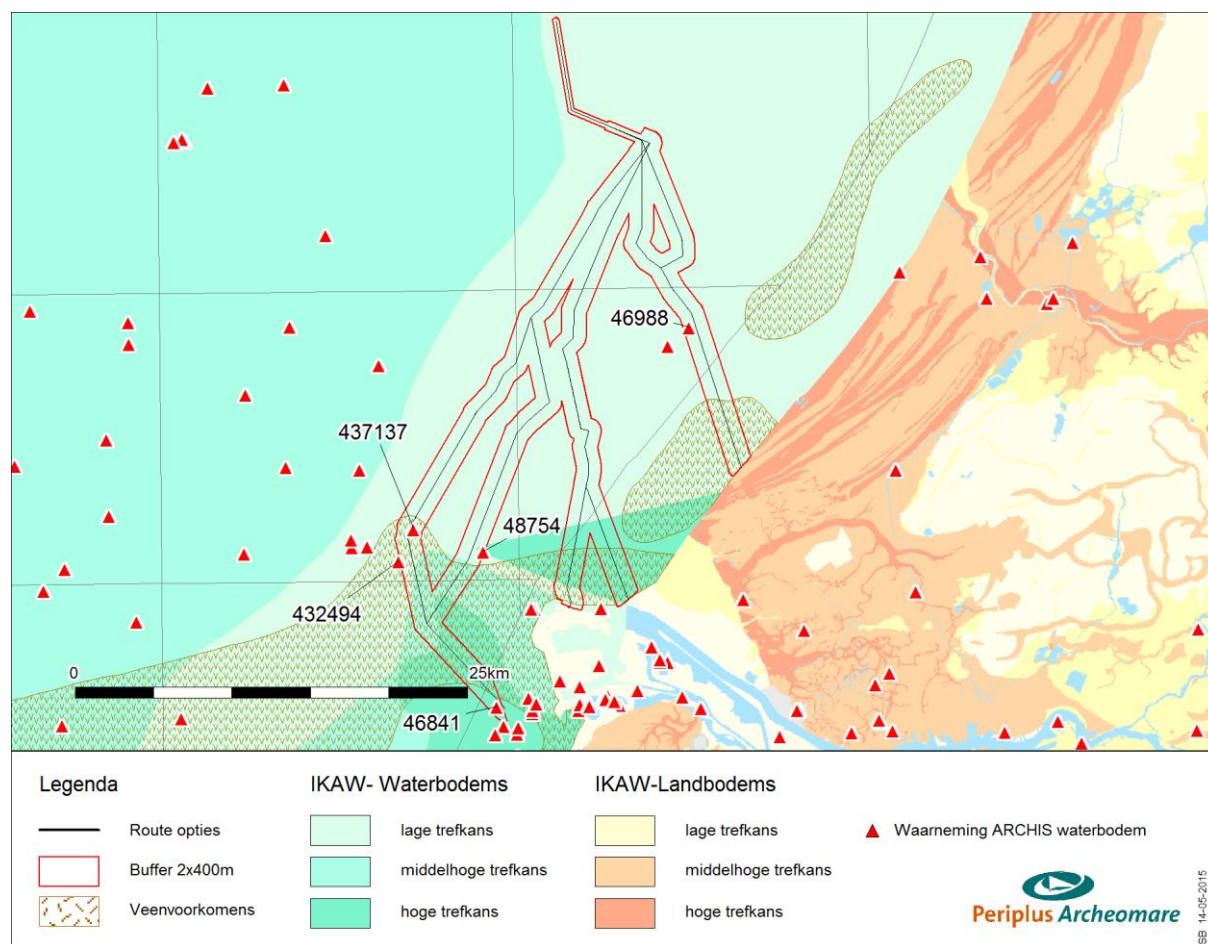 46988
437137
48754
432494
0
25km
46841
Legenda
IKAW- Waterbodems
IKAW-Landbodems
Route opties
lage trefkans
lage trefkans
Waarneming ARCHIS waterbodem
Buffer 2x400m
middelhoge trefkans
middelhoge trefkans
Veenvoorkomens
hoge trefkans
hoge trefkans
Periplus Archeomare
SB 14-05-2015